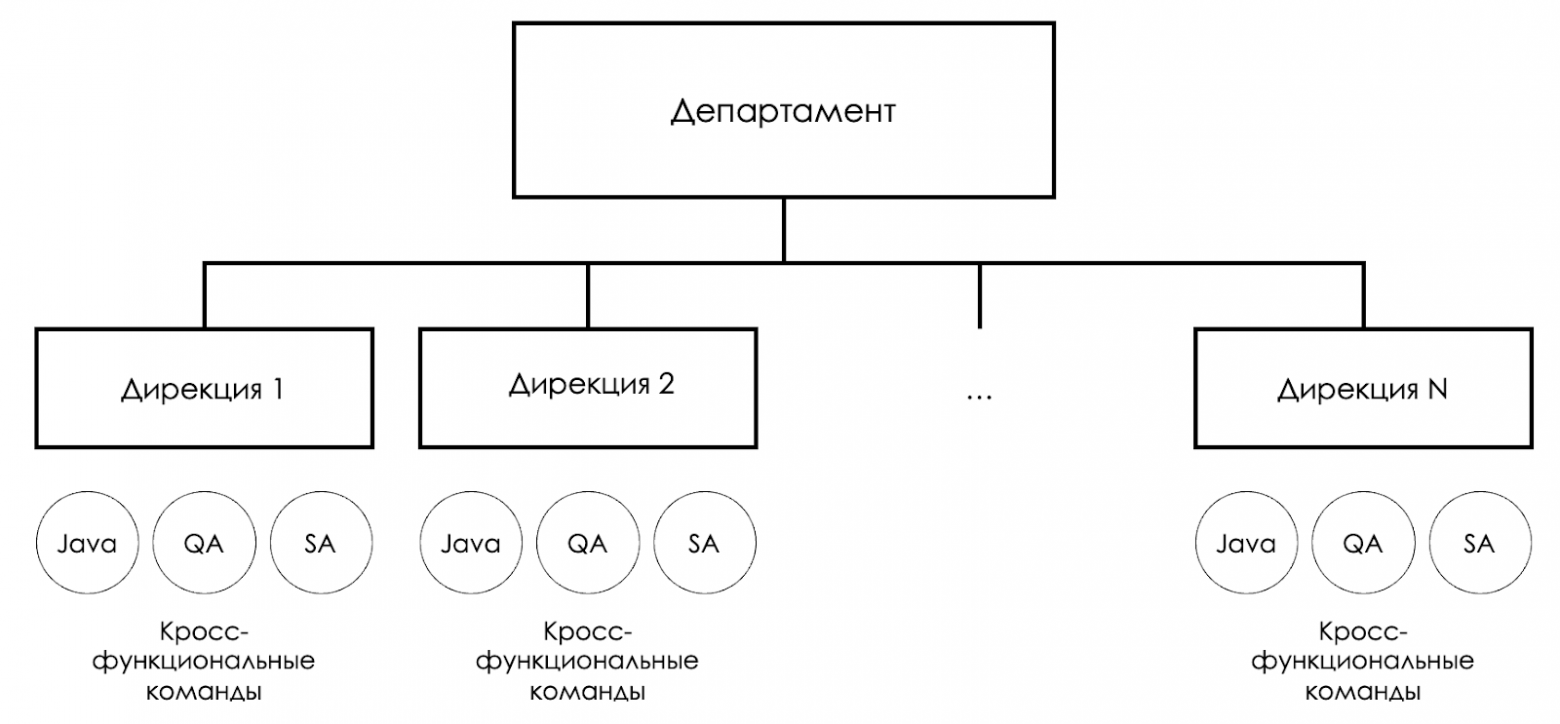 Департамент
Дирекция 1
Дирекция 2
...
Дирекция N
Java
QA
SA
Java
QA
SA
Java
QA
SA
Кросс-
функциональные
команды
Кросс-
функциональные
команды
Кросс-
функциональные
команды